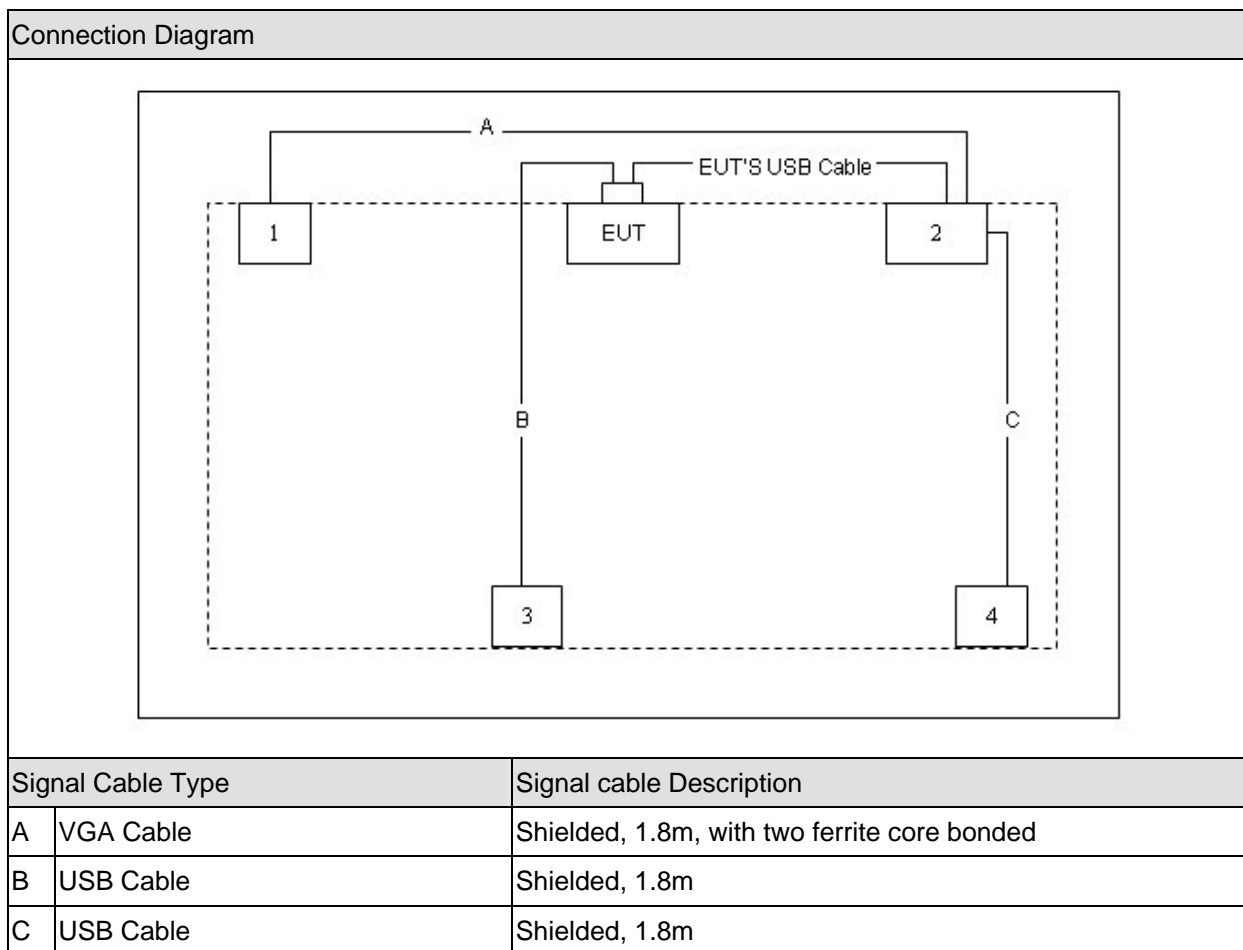 Connection Diagram
A
EUT'S USB Cable
1
EUT
2
B
C
3
4
Signal Cable Type
Signal cable Description
A
VGA Cable
Shielded, 1.8m, with two ferrite core bonded
B
USB Cable
Shielded, 1.8m
C
USB Cable
Shielded, 1.8m